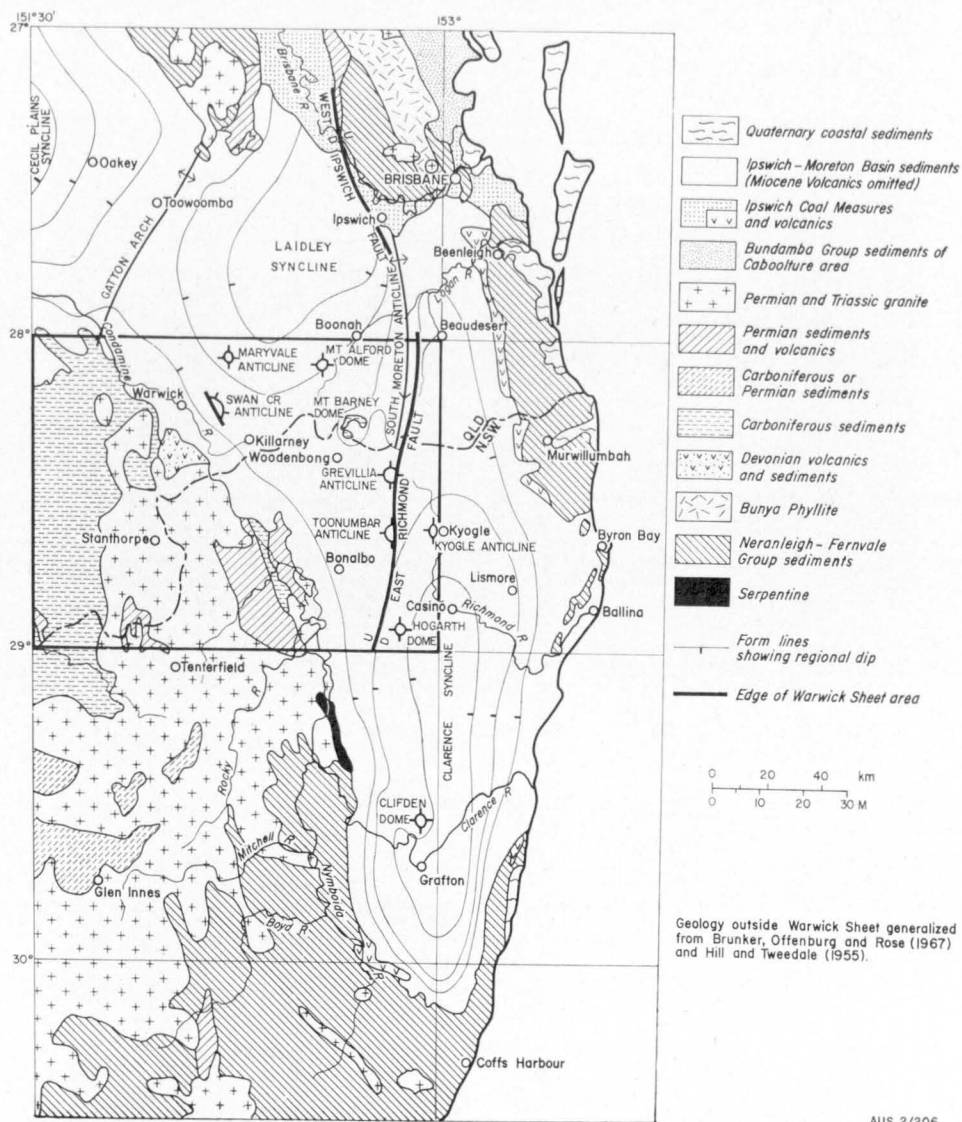 151°30'
153°
27°
CECIL PLAINS
SYNCLINE
Oakey
Toowoomba
GATTON ARCH
Brisbane R
WEST IPSWICH
FAULT
U
D
BRISBANE
Ipswich
LAIDLEY
SYNCLINE
Beenleigh
Logan R
28°
Boonah
Beaudesert
Condamine
R
MARYVALE
ANTICLINE
MT ALFORD
DOME
SOUTH MORETON ANTICLINE
Warwick
SWAN CR
ANTICLINE
MT BARNEY
DOME
QLD
NSW
Killarney
Woodenbong
Murwillumbah
GREVILLIA
ANTICLINE
EAST RICHMOND FAULT
TOONUMBAR
ANTICLINE
Kyogle
KYOGLE ANTICLINE
Byron Bay
Stanthorpe
Bonalbo
Lismore
Casino
Richmond R
Ballina
HOGARTH
DOME
U
D
29°
Tenterfield
CLARENCE SYNCLINE
Rocky R
CLIFDEN
DOME
Clarence R
Grafton
Mitchell R
Nymboida
R
Glen Innes
Boyd R
30°
Coffs Harbour
Quaternary coastal sediments
Ipswich – Moreton Basin sediments
(Miocene Volcanics omitted)
Ipswich Coal Measures
and volcanics
Bundamba Group sediments of
Caboolture area
Permian and Triassic granite
Permian sediments
and volcanics
Carboniferous or
Permian sediments
Carboniferous sediments
Devonian volcanics
and sediments
Bunya Phyllite
Neranleigh – Fernvale
Group sediments
Serpentine
Form lines
showing regional dip
Edge of Warwick Sheet area
0 20 40 km
0 10 20 30 M
Geology outside Warwick Sheet generalized
from Brunker, Offenburg and Rose (1967)
and Hill and Tweedale (1955).
AUS 2/206